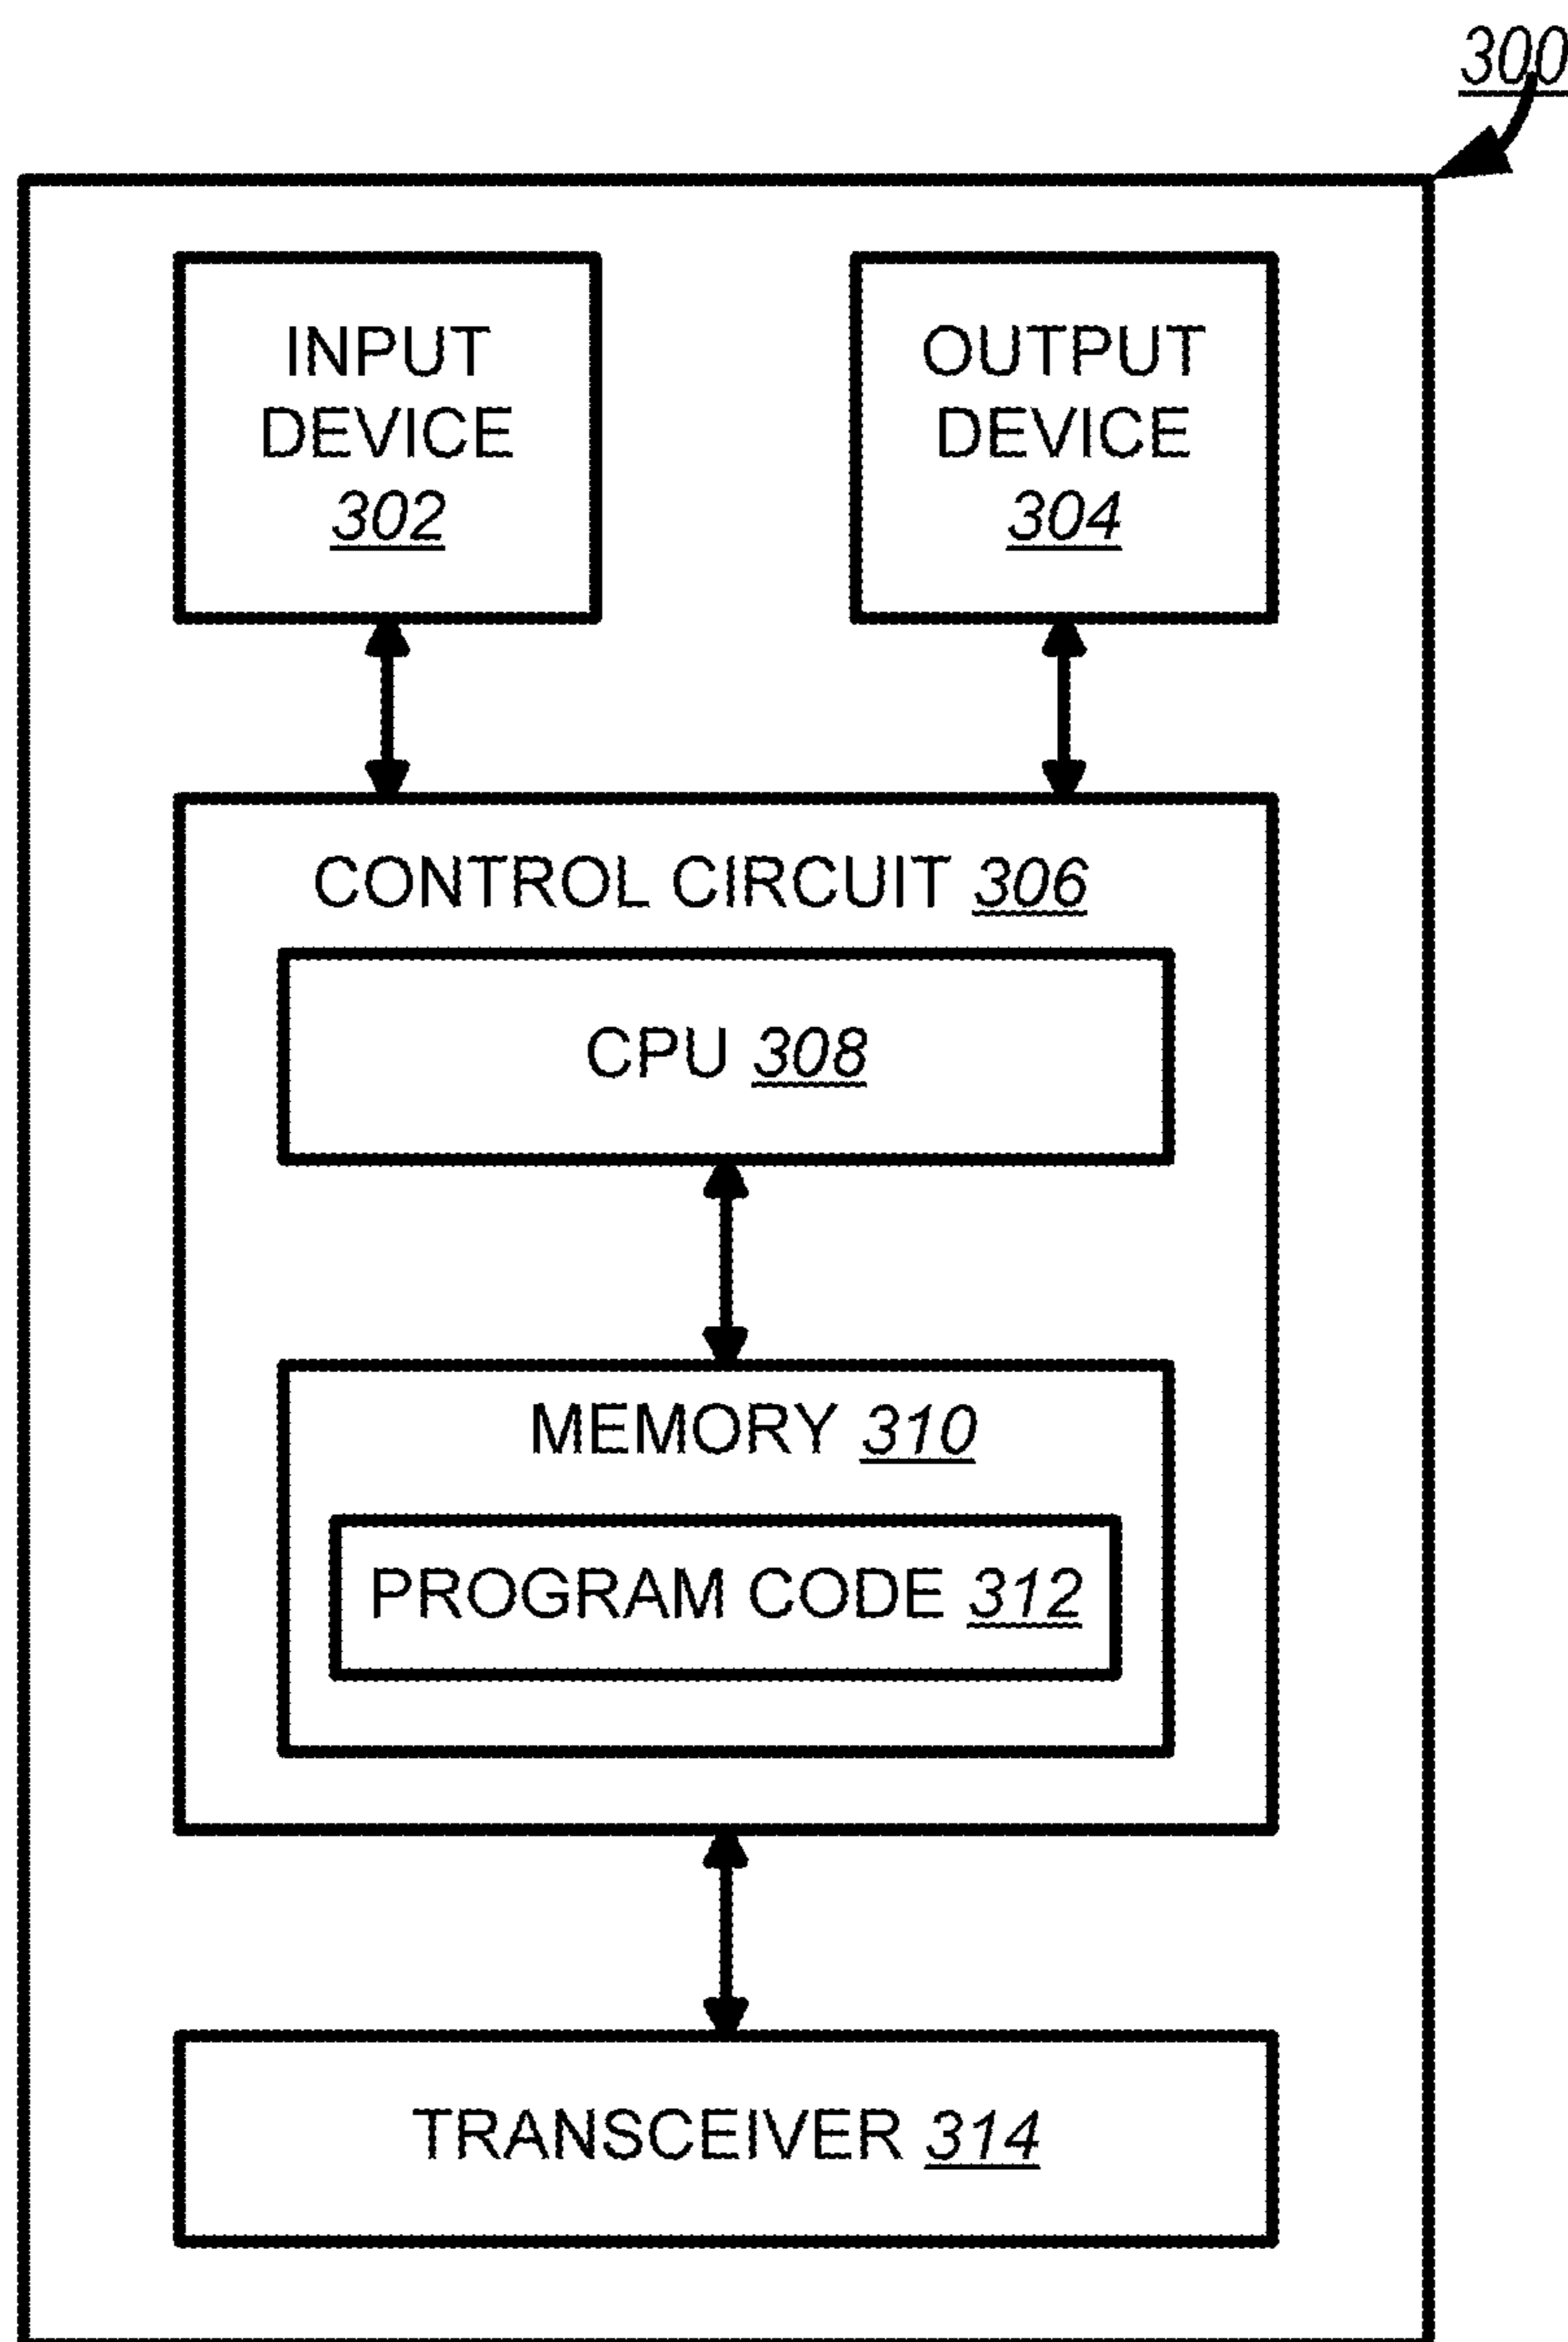 300
INPUT
DEVICE
302
OUTPUT
DEVICE
304
CONTROL CIRCUIT 306
CPU 308
MEMORY 310
PROGRAM CODE 312
TRANSCEIVER 314